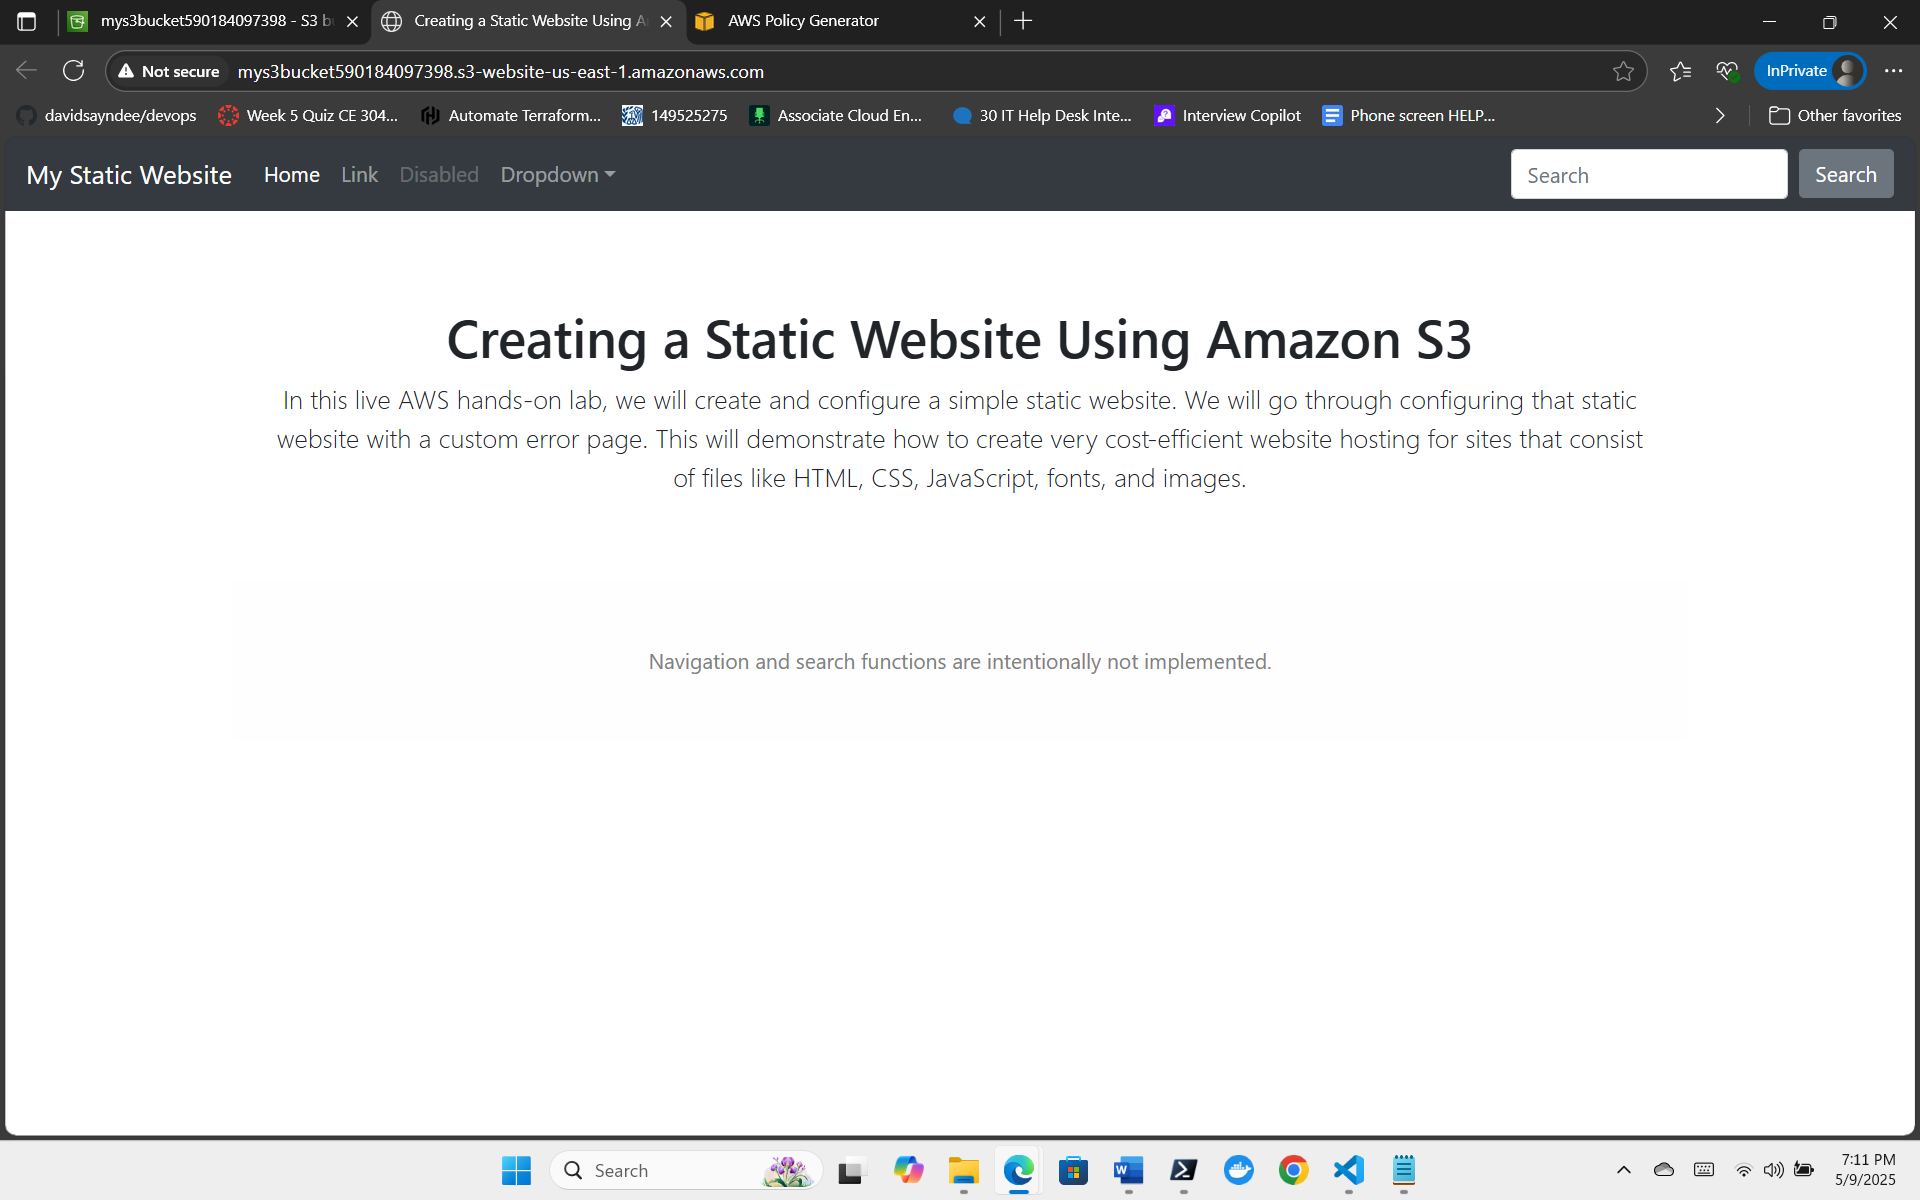 mys3bucket590184097398 - S3 b
Creating a Static Website Using A
AWS Policy Generator
Not secure
mys3bucket590184097398.s3-website-us-east-1.amazonaws.com
InPrivate
davidsayndee/devops
Week 5 Quiz CE 304...
Automate Terraform...
149525275
Associate Cloud En...
30 IT Help Desk Inte...
Interview Copilot
Phone screen HELP...
Other favorites
My Static Website
Home
Link
Disabled
Dropdown
Search
Search
Creating a Static Website Using Amazon S3
In this live AWS hands-on lab, we will create and configure a simple static website. We will go through configuring that static
website with a custom error page. This will demonstrate how to create very cost-efficient website hosting for sites that consist
of files like HTML, CSS, JavaScript, fonts, and images.
Navigation and search functions are intentionally not implemented.
Search
7:11 PM
5/9/2025